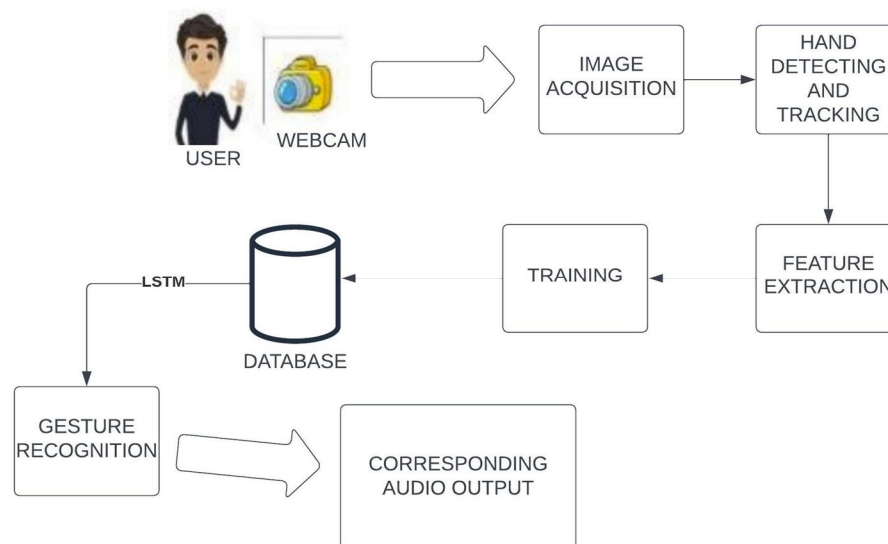 USER
WEBCAM
IMAGE
ACQUISITION
HAND
DETECTING
AND
TRACKING
FEATURE
EXTRACTION
TRAINING
DATABASE
LSTM
GESTURE
RECOGNITION
CORRESPONDING
AUDIO OUTPUT